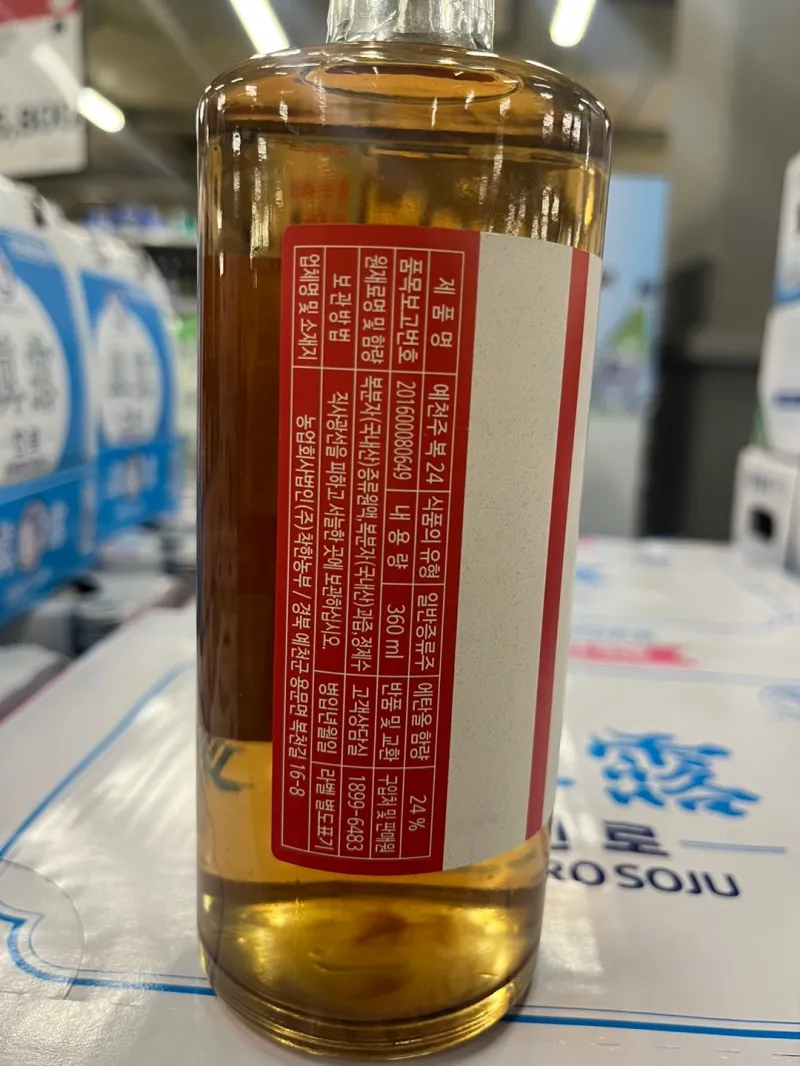 제 품 명 예천주 복 24 식품의 유형 일반증류주 에탄올 함량 24 %
품목보고번호 20160080649 내 용 량 360 ml 반품 및 교환 구입처 및 판매원
원재료명 및 함량 복분자(국내산)증류원액,복분자(국내산)과즙,정제수 고객상담실 1899-6483
보관방법 직사광선을 피하고 서늘한 곳에 보관하십시오. 병입년월일 라벨 별도표기
업체명 및 소재지 농업회사법인(주) 착한농부 / 경북 예천군 용문면 복천길 16-8
5,800
로
RO SOJU